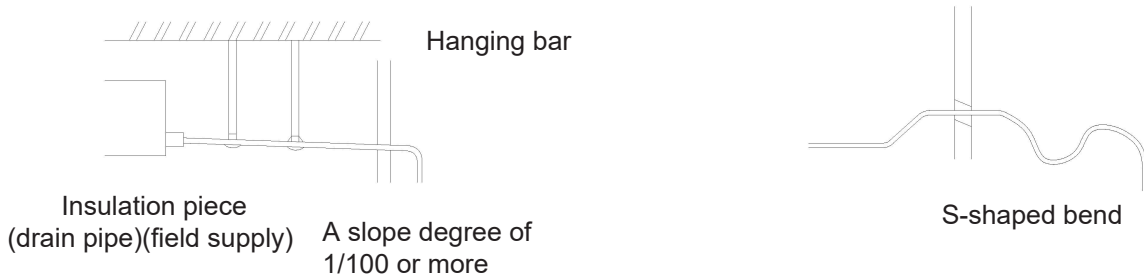 Hanging bar
Insulation piece
(drain pipe)(field supply)
A slope degree of
1/100 or more
S-shaped bend